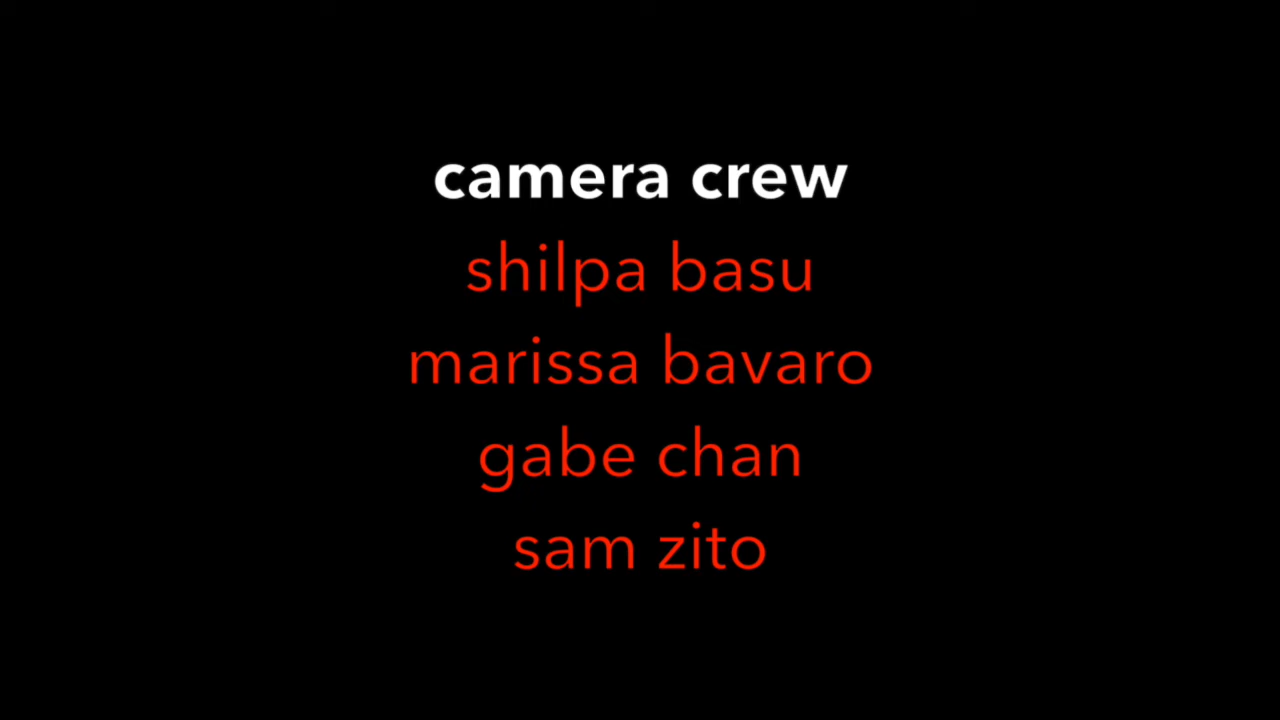 camera crew
shilpa basu
marissa bavaro
gabe chan
sam zito